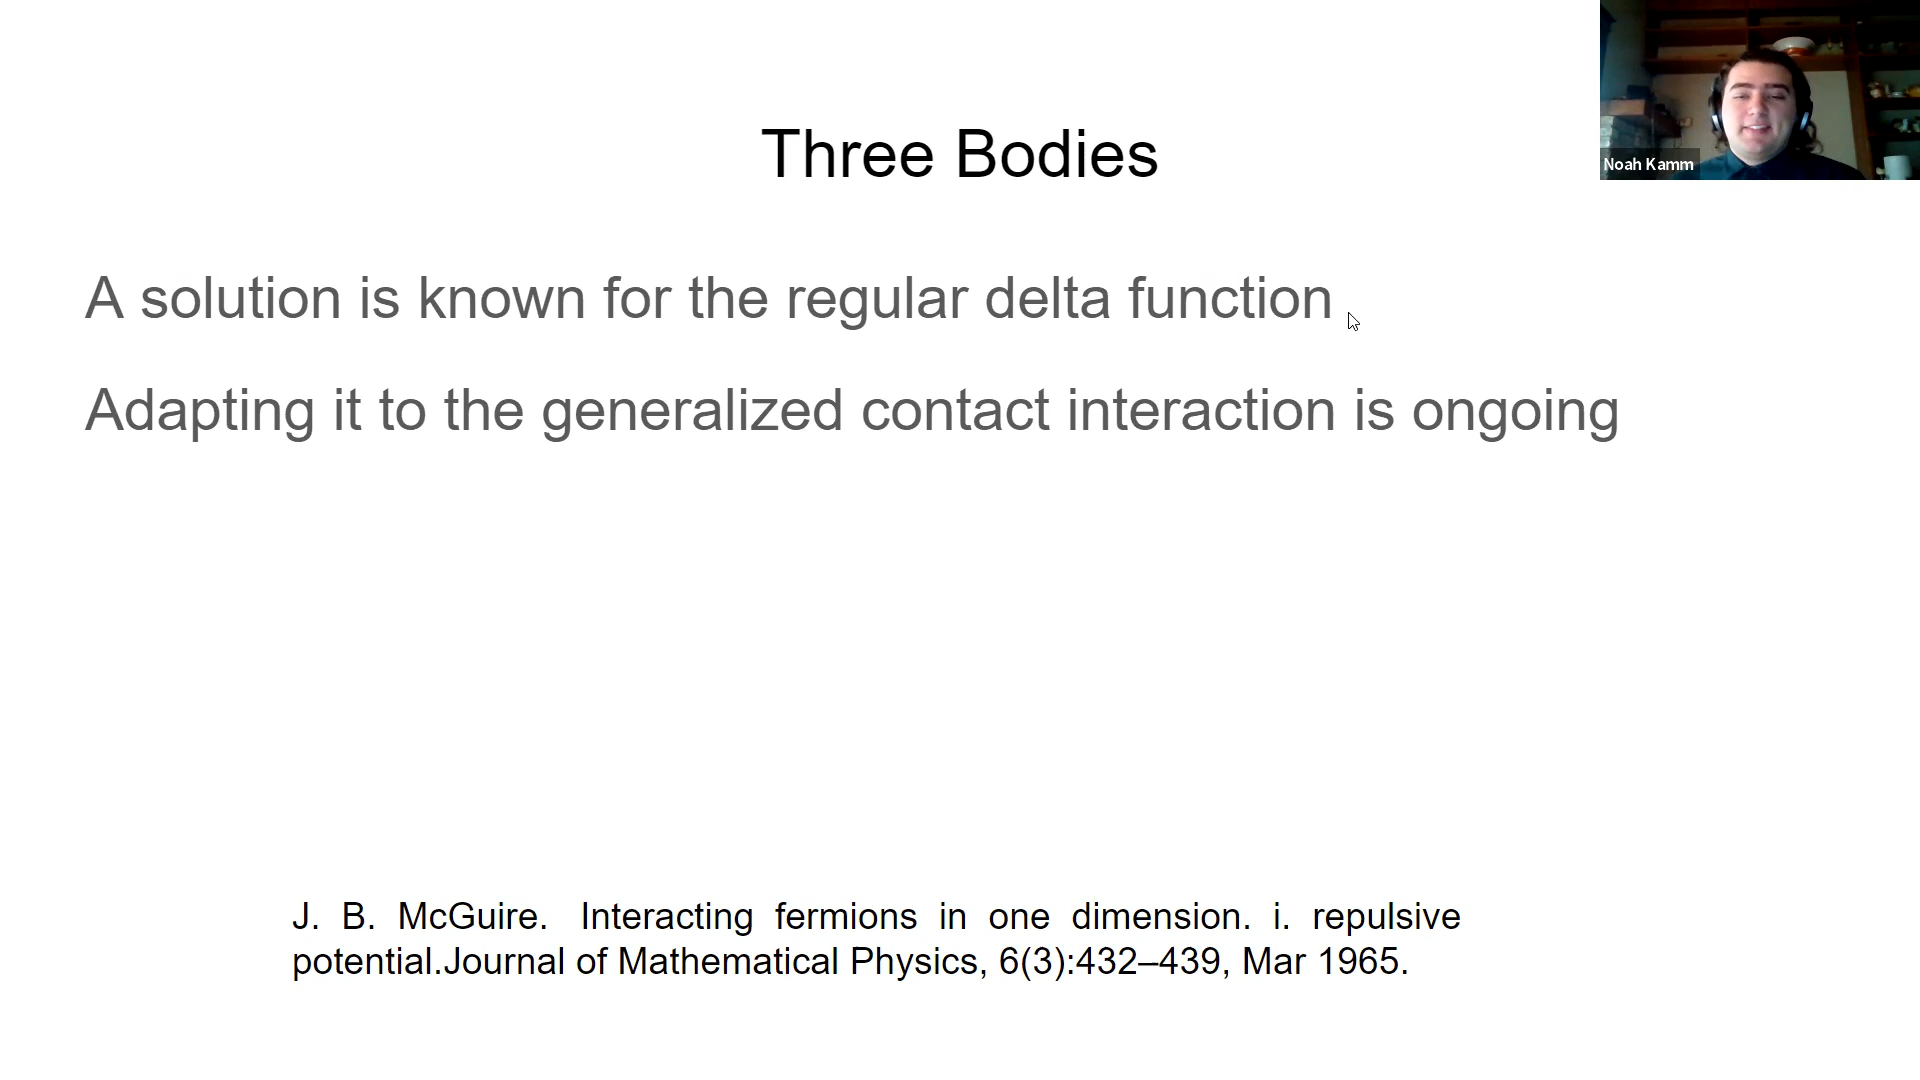 Three Bodies
Noah Kamm
A solution is known for the regular delta function
Adapting it to the generalized contact interaction is ongoing
J. B. McGuire. Interacting fermions in one dimension. i. repulsive
potential.Journal of Mathematical Physics, 6(3):432–439, Mar 1965.